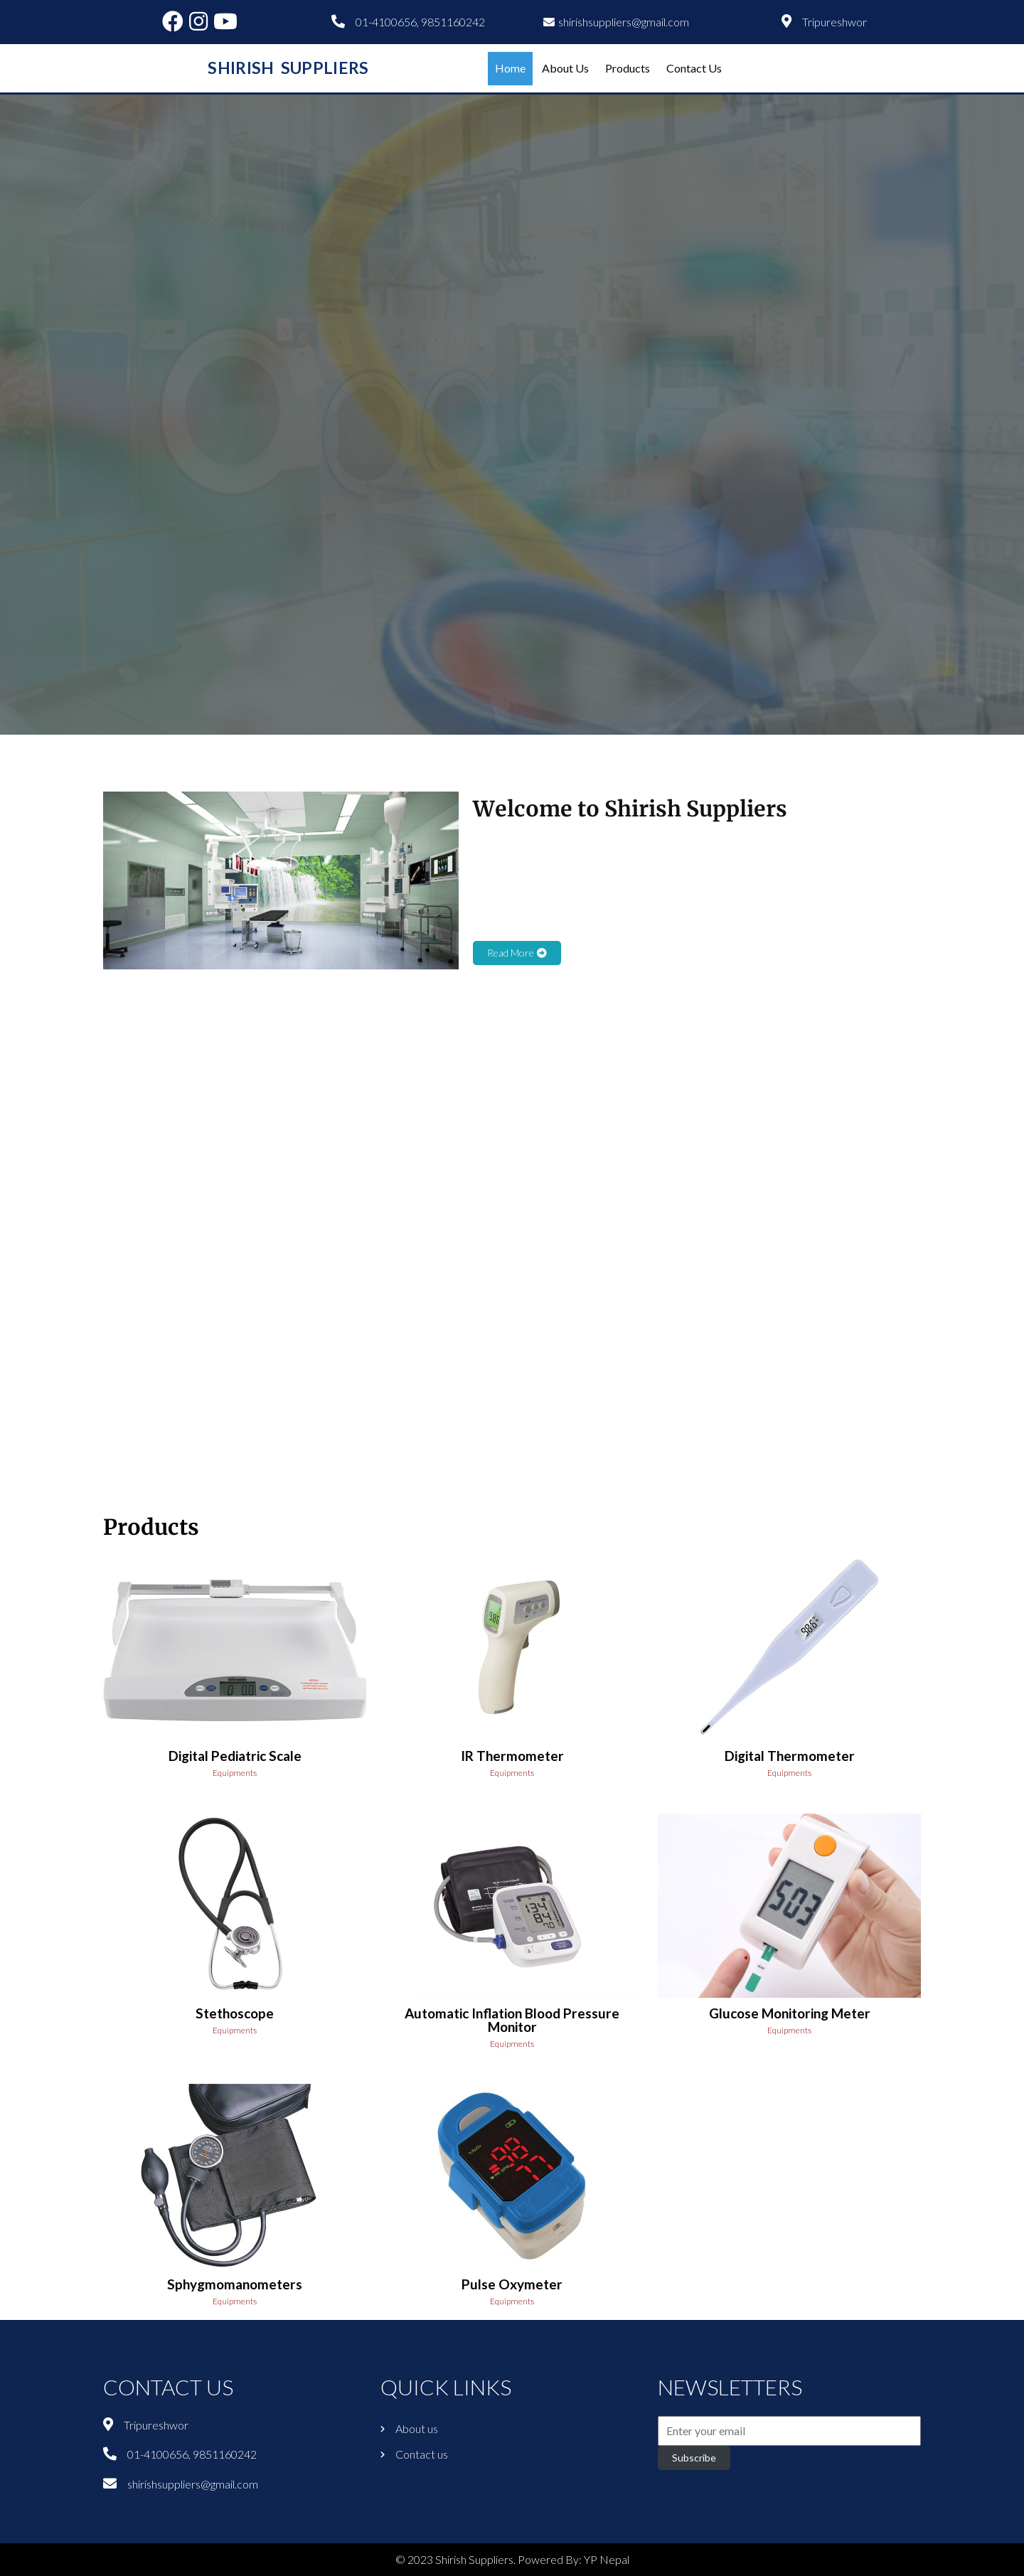 01-4100656, 9851160242
shirishsuppliers@gmail.com
Tripureshwor
SHIRISH SUPPLIERS
Home
About Us
Products
Contact Us
Welcome to Shirish Suppliers
Read More
Products
Digital Pediatric Scale
Equipments
IR Thermometer
Equipments
Digital Thermometer
Equipments
Stethoscope
Equipments
Automatic Inflation Blood Pressure
Monitor
Equipments
503
Glucose Monitoring Meter
Equipments
Sphygmomanometers
Equipments
Pulse Oxymeter
Equipments
CONTACT US
Tripureshwor
01-4100656, 9851160242
shirishsuppliers@gmail.com
QUICK LINKS
About us
Contact us
NEWSLETTERS
Enter your email
Subscribe
© 2023 Shirish Suppliers. Powered By: YP Nepal